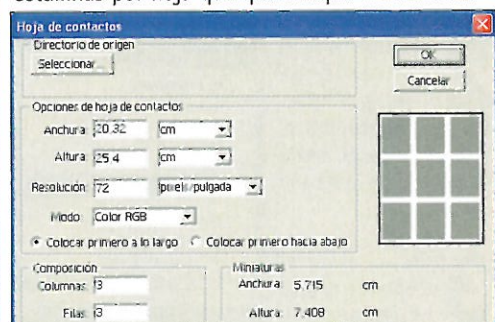 Hoja de contactos
Directorio de origen
Seleccionar...
OK
Cancelar
Opciones de hoja de contactos
Anchura: 20.32 cm
Altura: 25.4 cm
Resolución: 72 pixels/pulgada
Modo: Color RGB
Colocar primero a lo largo Colocar primero hacia abajo
Composición
Columnas: 3
Filas: 3
Miniaturas
Anchura: 5.715 cm
Altura: 7.408 cm